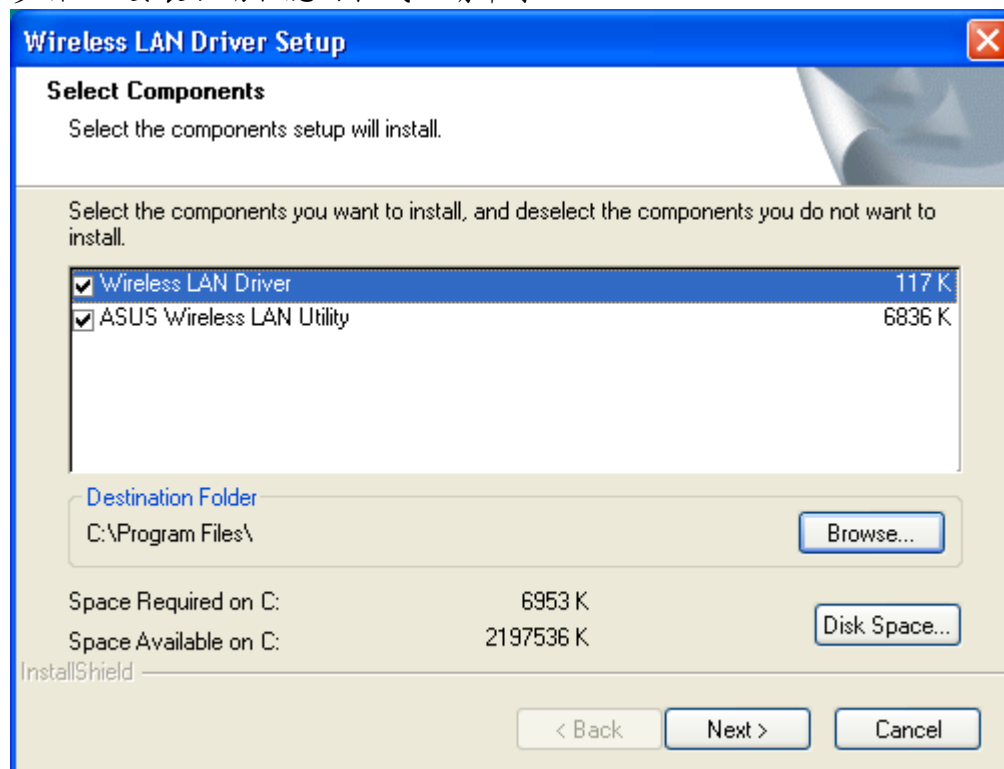 Wireless LAN Driver Setup
Select Components
Select the components setup will install.
Select the components you want to install, and deselect the components you do not want to
install.
Wireless LAN Driver 117 K
ASUS Wireless LAN Utility 6836 K
Destination Folder
C:\Program Files\
Browse...
Space Required on C: 6953 K
Space Available on C: 2197536 K
Disk Space...
InstallShield
< Back Next > Cancel